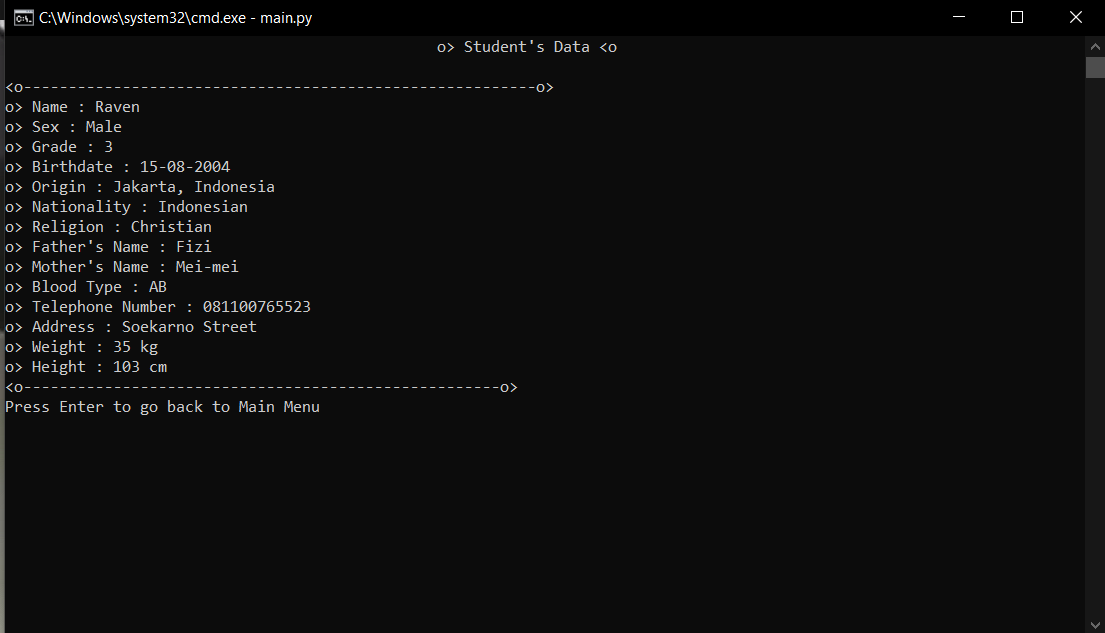 C:\Windows\system32\cmd.exe - main.py
o> Student's Data <o
<o---------------------------------------------------------o>
o> Name : Raven
o> Sex : Male
o> Grade : 3
o> Birthdate : 15-08-2004
o> Origin : Jakarta, Indonesia
o> Nationality : Indonesian
o> Religion : Christian
o> Father's Name : Fizi
o> Mother's Name : Mei-mei
o> Blood Type : AB
o> Telephone Number : 081100765523
o> Address : Soekarno Street
o> Weight : 35 kg
o> Height : 103 cm
<o-----------------------------------------------------o>
Press Enter to go back to Main Menu